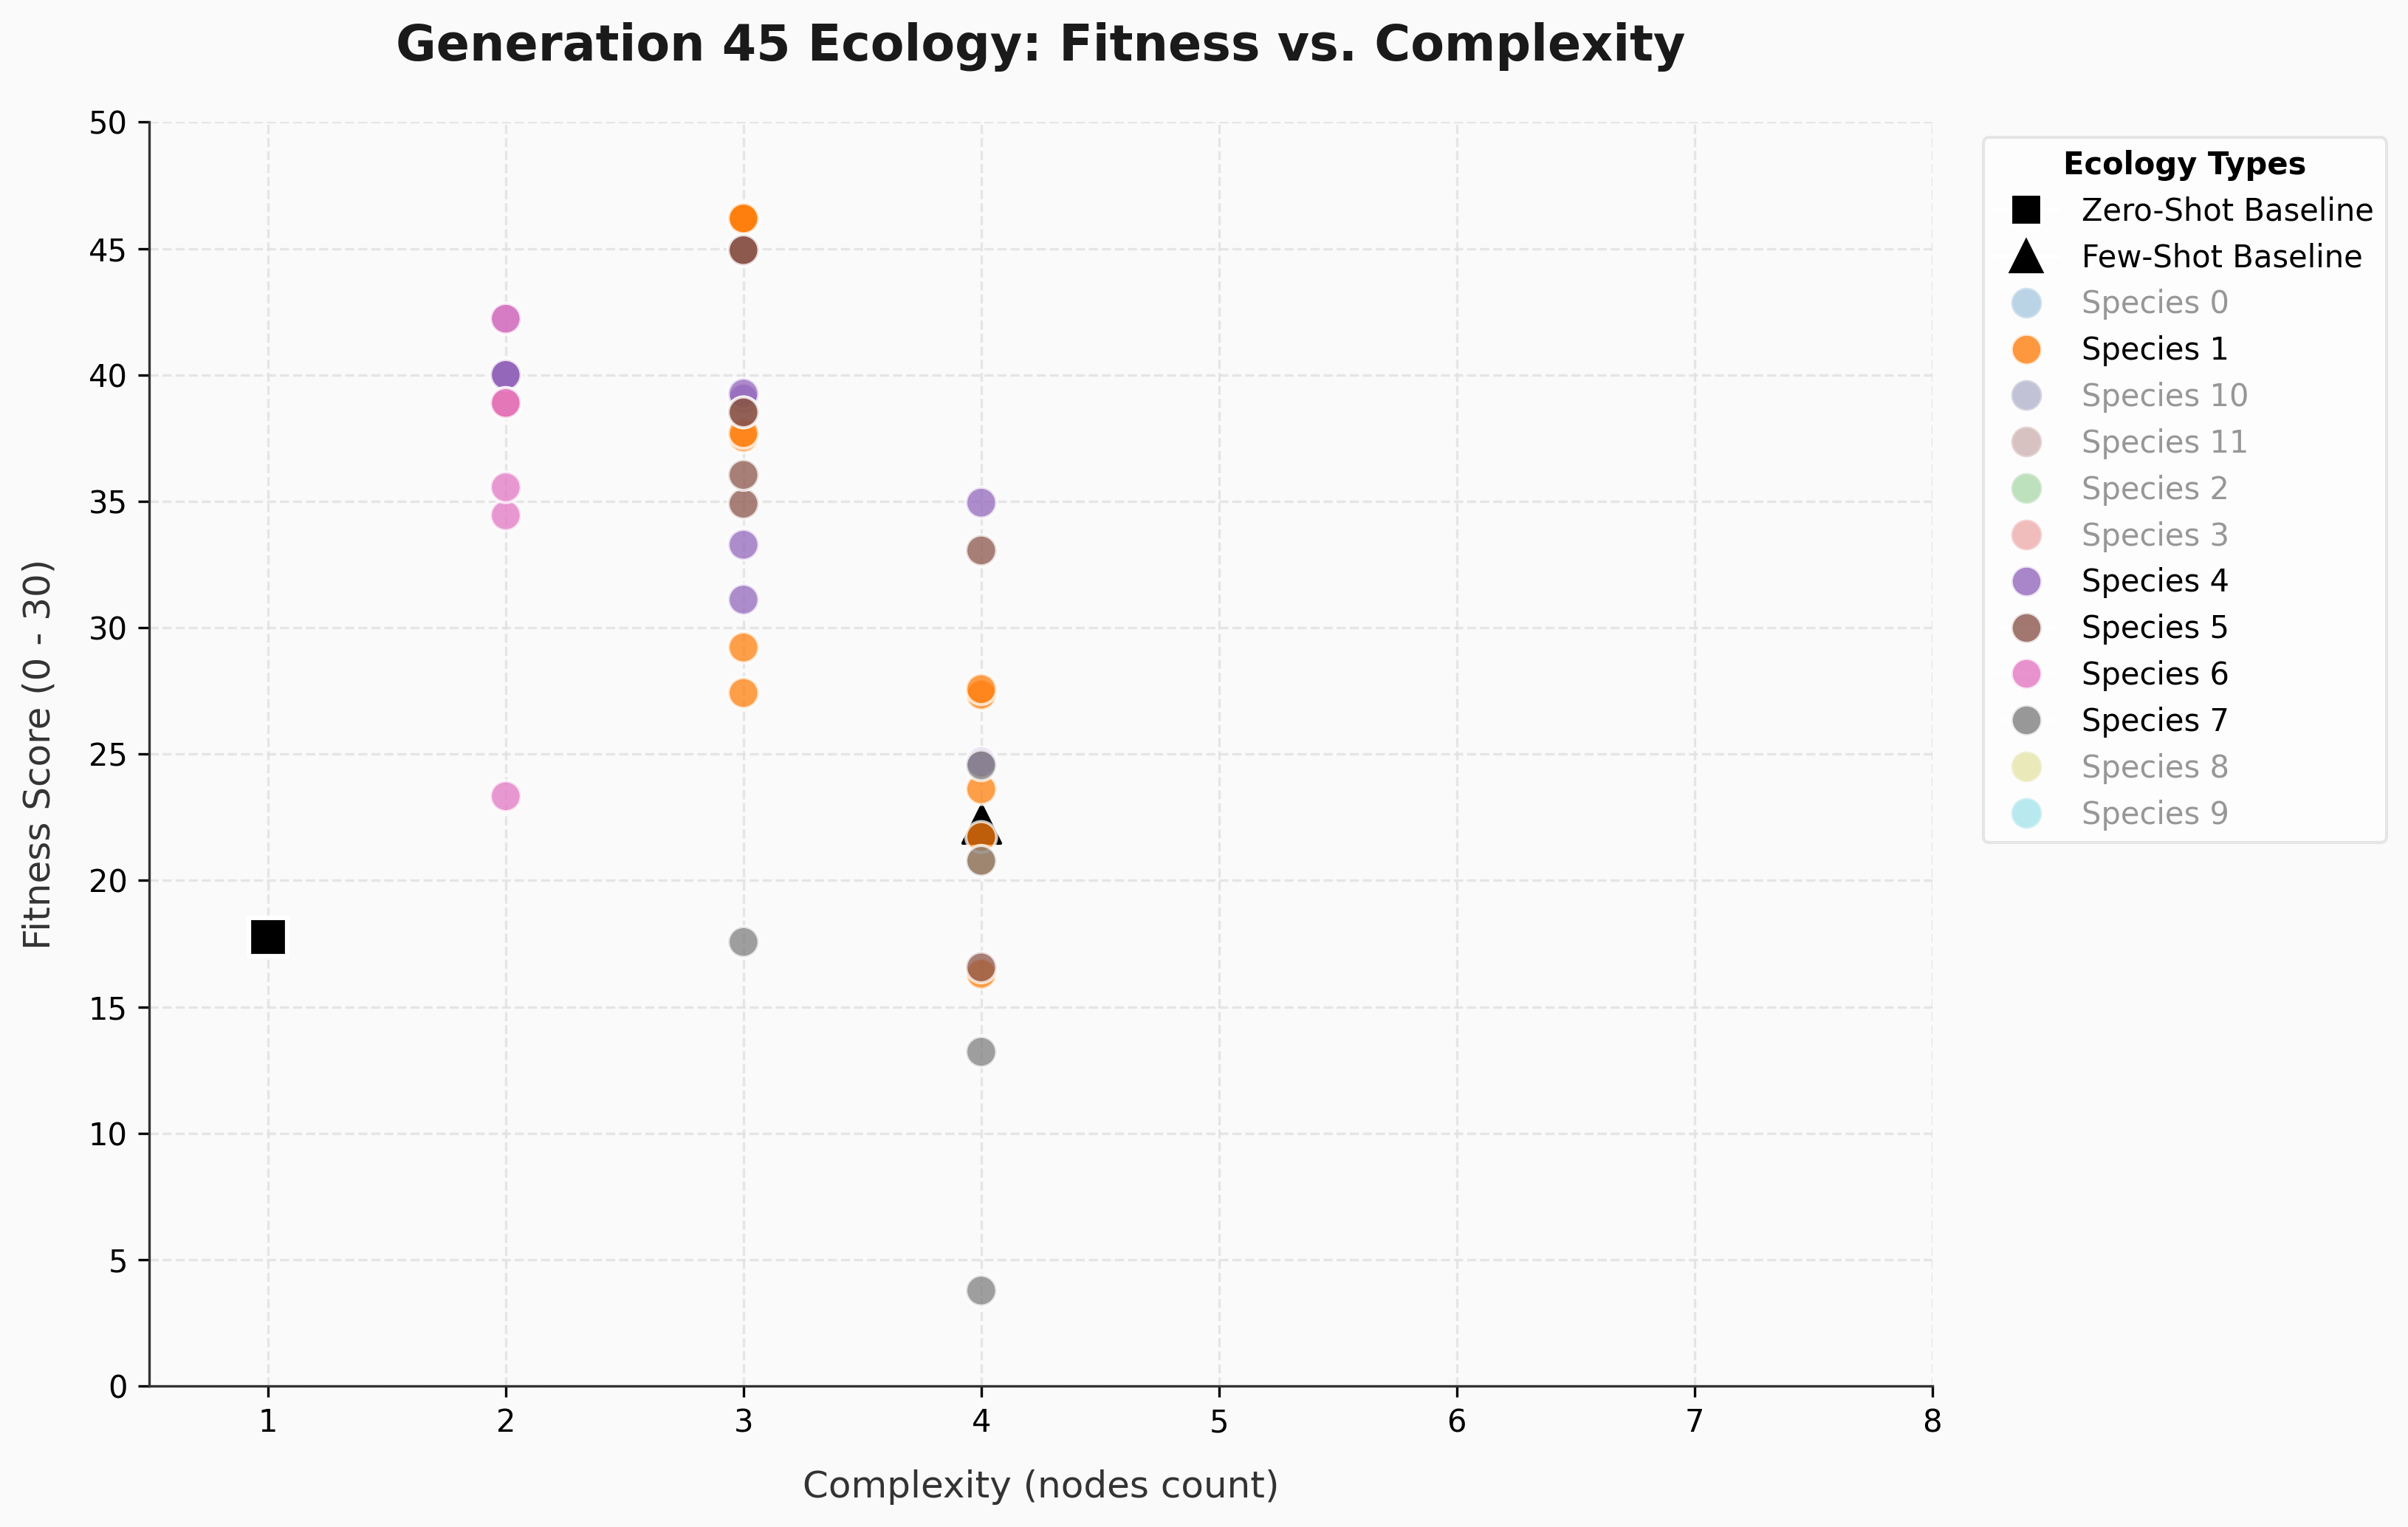 Generation 45 Ecology: Fitness vs. Complexity
50
45
40
35
30
25
20
15
10
5
0
Fitness Score (0 - 30)
1 2 3 4 5 6 7 8
Complexity (nodes count)
Ecology Types
Zero-Shot Baseline
Few-Shot Baseline
Species 0
Species 1
Species 10
Species 11
Species 2
Species 3
Species 4
Species 5
Species 6
Species 7
Species 8
Species 9